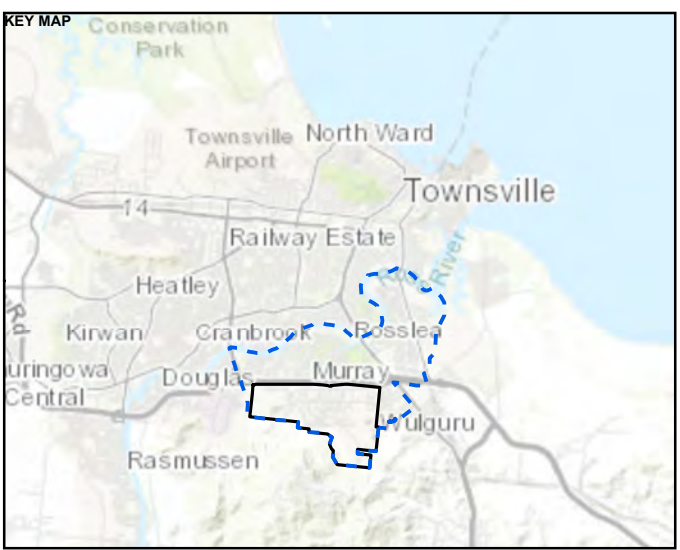 KEY MAP
Conservation
Park
Townsville
Airport
North Ward
Townsville
14
Railway Estate
River
Heatley
Rd
Kirwan
Cranbrook
Rosslea
uringowa
Central
Douglas
Murray
Wulguru
Rasmussen